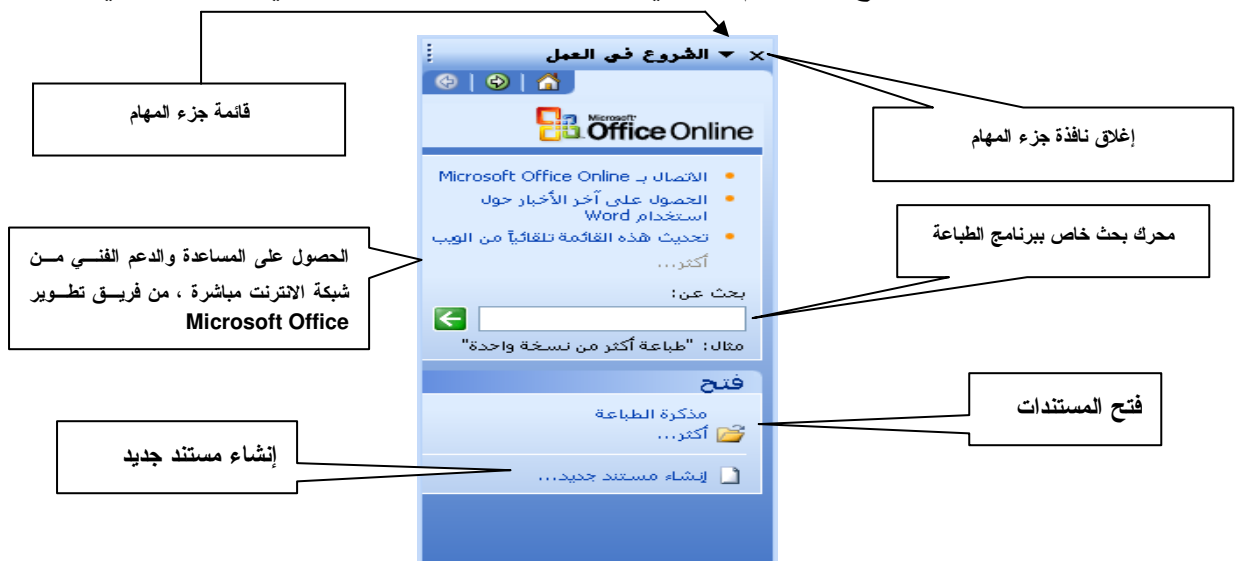 الشروع في العمل
قائمة جزء المهام
إغلاق نافذة جزء المهام
Microsoft
Office Online
الاتصال بـ Microsoft Office Online
الحصول على آخر الأخبار حول
استخدام Word
تحديث هذه القائمة تلقائياً من الويب
أكثر...
محرك بحث خاص ببرنامج الطباعة
الحصول على المساعدة والدعم الفني من
شبكة الانترنت مباشرة ، من فريق تطوير
Microsoft Office
بحث عن:
مثال: "طباعة أكثر من نسخة واحدة"
فتح
مذكرة الطباعة
أكثر...
فتح المستندات
إنشاء مستند جديد
إنشاء مستند جديد...